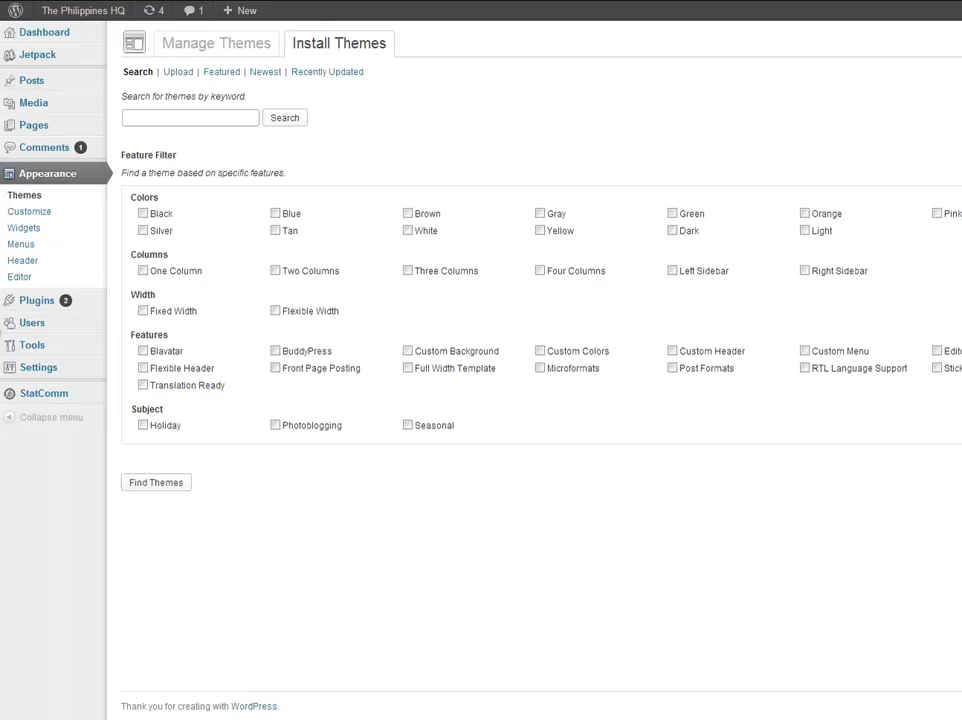 The Philippines HQ 4 1 + New
Dashboard
Jetpack
Posts
Media
Pages
Comments 1
Appearance
Themes
Customize
Widgets
Menus
Header
Editor
Plugins 2
Users
Tools
Settings
StatComm
Collapse menu
Manage Themes Install Themes
Search | Upload | Featured | Newest | Recently Updated
Search for themes by keyword.
Search
Feature Filter
Find a theme based on specific features.
Colors
Black Blue Brown Gray Green Orange Pink
Silver Tan White Yellow Dark Light
Columns
One Column Two Columns Three Columns Four Columns Left Sidebar Right Sidebar
Width
Fixed Width Flexible Width
Features
Blavatar BuddyPress Custom Background Custom Colors Custom Header Custom Menu Edito
Flexible Header Front Page Posting Full Width Template Microformats Post Formats RTL Language Support Stick
Translation Ready
Subject
Holiday Photoblogging Seasonal
Find Themes
Thank you for creating with WordPress.